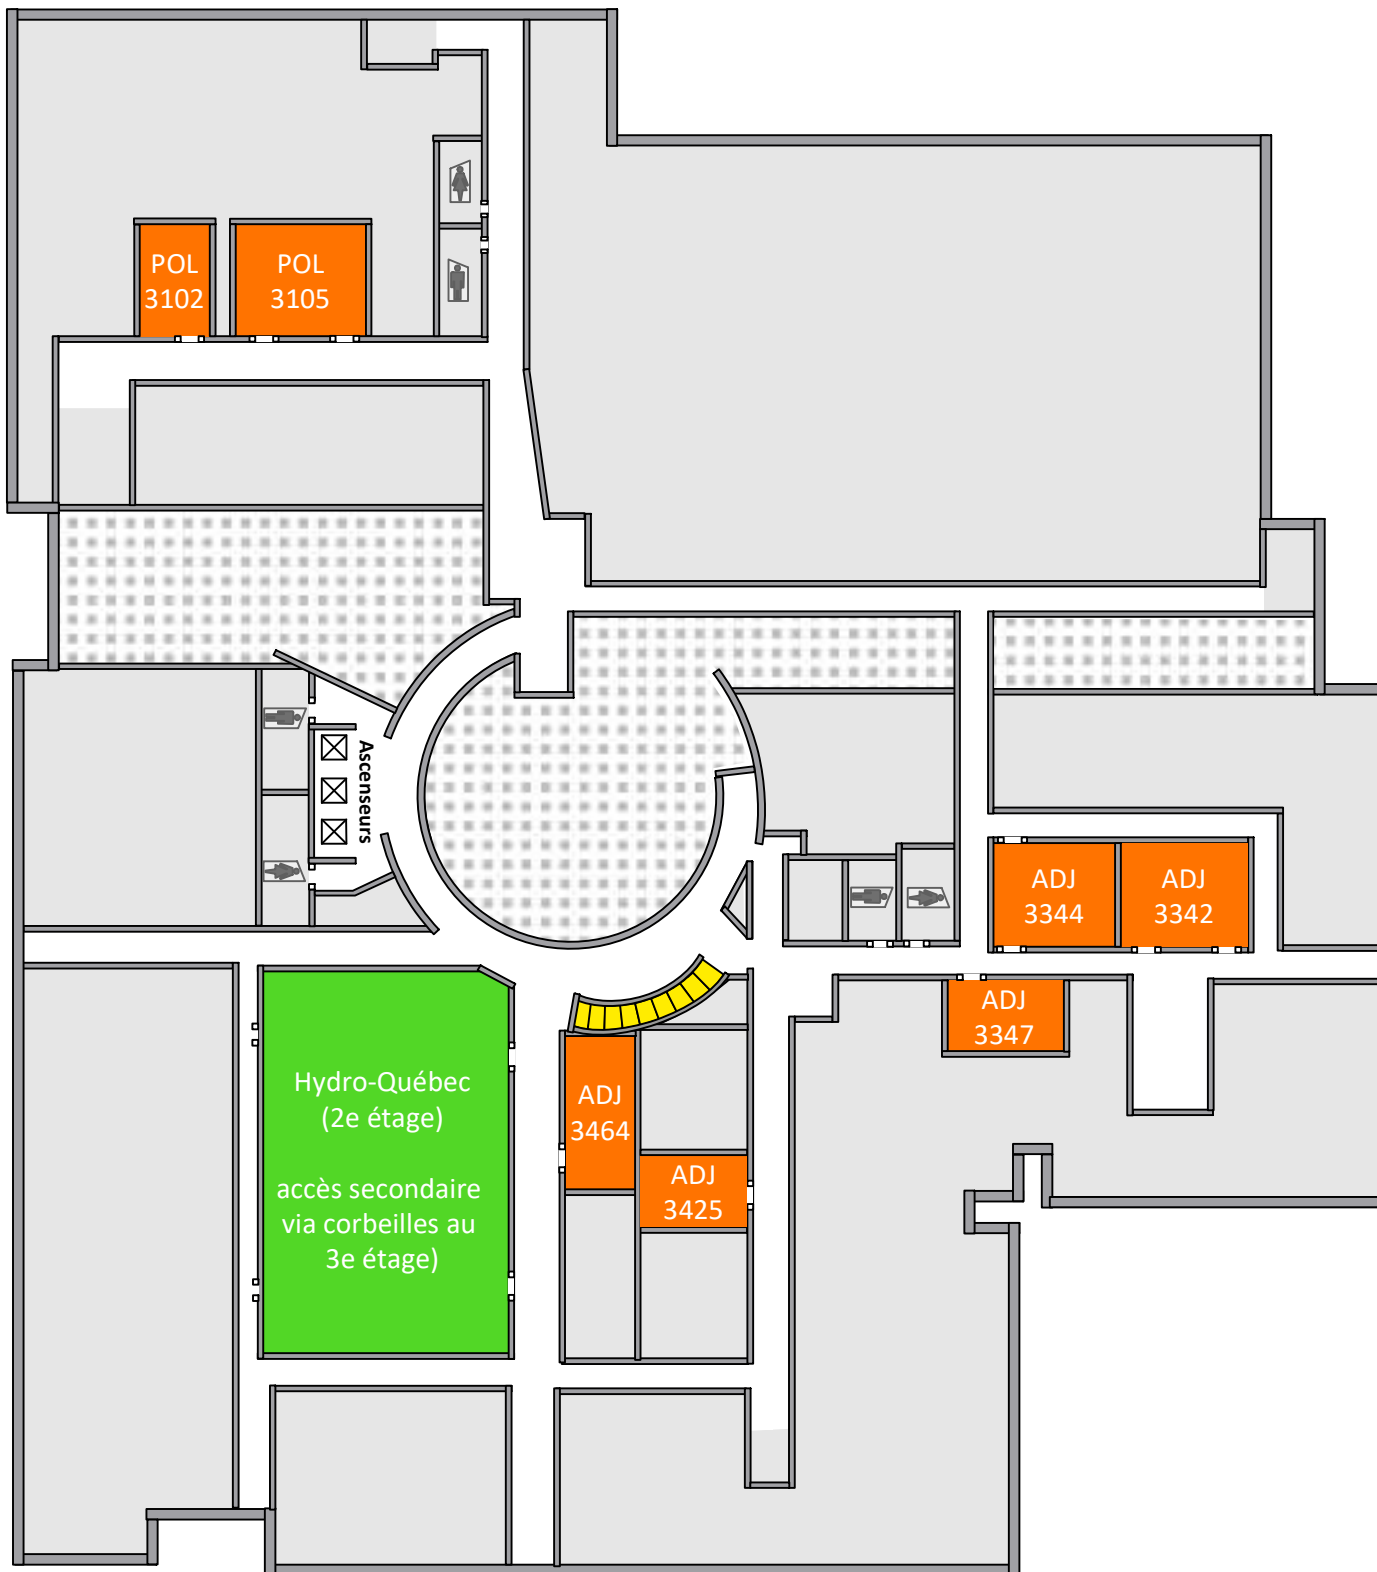 POL
3102
POL
3105
Ascenseurs
ADJ
3344
ADJ
3342
ADJ
3347
Hydro-Québec
(2e étage)
accès secondaire
via corbeilles au
3e étage)
ADJ
3464
ADJ
3425